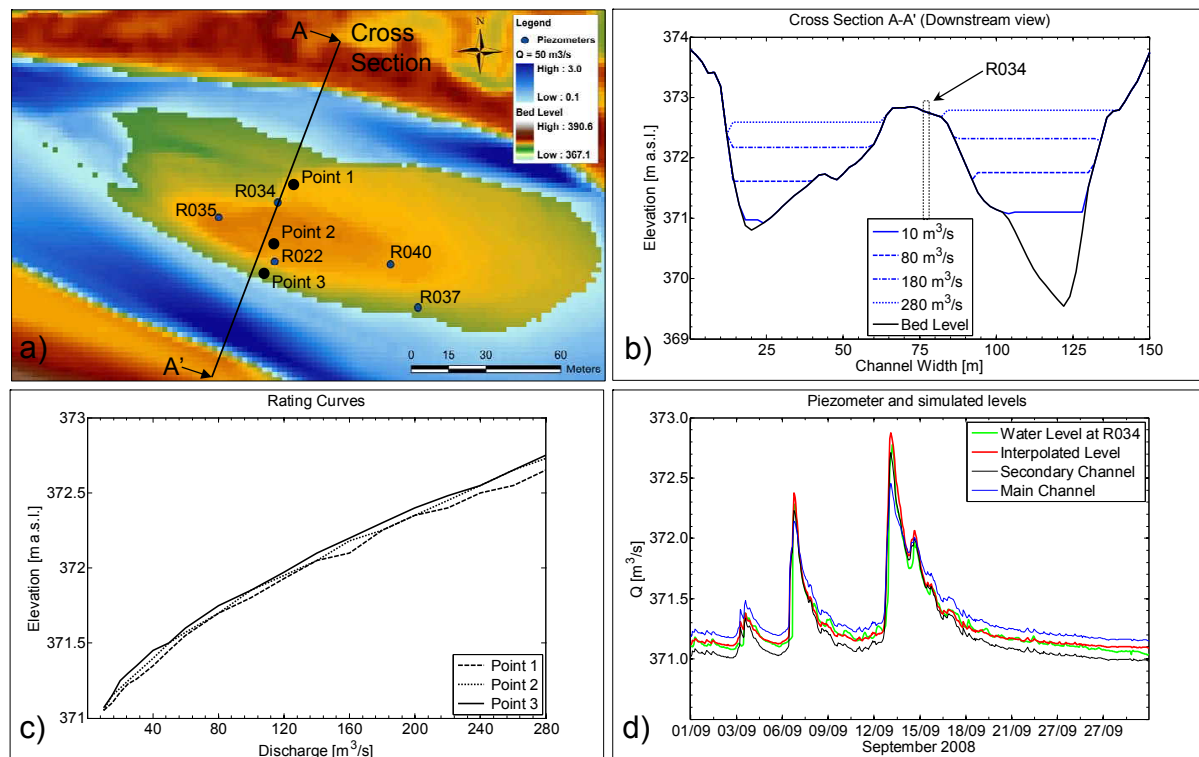 A
Cross
Section
N
Legend
Piezometers
Q = 50 m3/s
High : 3.0
Low : 0.1
Bed Level
High : 390.6
Low : 367.1
Point 1
R034
R035
Point 2
R022
R040
Point 3
R037
A'
0 15 30 60
Meters
a)
Cross Section A-A' (Downstream view)
Elevation [m a.s.l.]
374
373
372
371
370
369
R034
10 m³/s
80 m³/s
180 m³/s
280 m³/s
Bed Level
25 50 75 100 125 150
Channel Width [m]
b)
Rating Curves
Elevation [m a.s.l.]
373
372.5
372
371.5
371
Point 1
Point 2
Point 3
40 80 120 160 200 240 280
Discharge [m³/s]
c)
Piezometer and simulated levels
Q [m³/s]
373.0
372.5
372.0
371.5
371.0
Water Level at R034
Interpolated Level
Secondary Channel
Main Channel
01/09 03/09 06/09 09/09 12/09 15/09 18/09 21/09 27/09 27/09
September 2008
d)